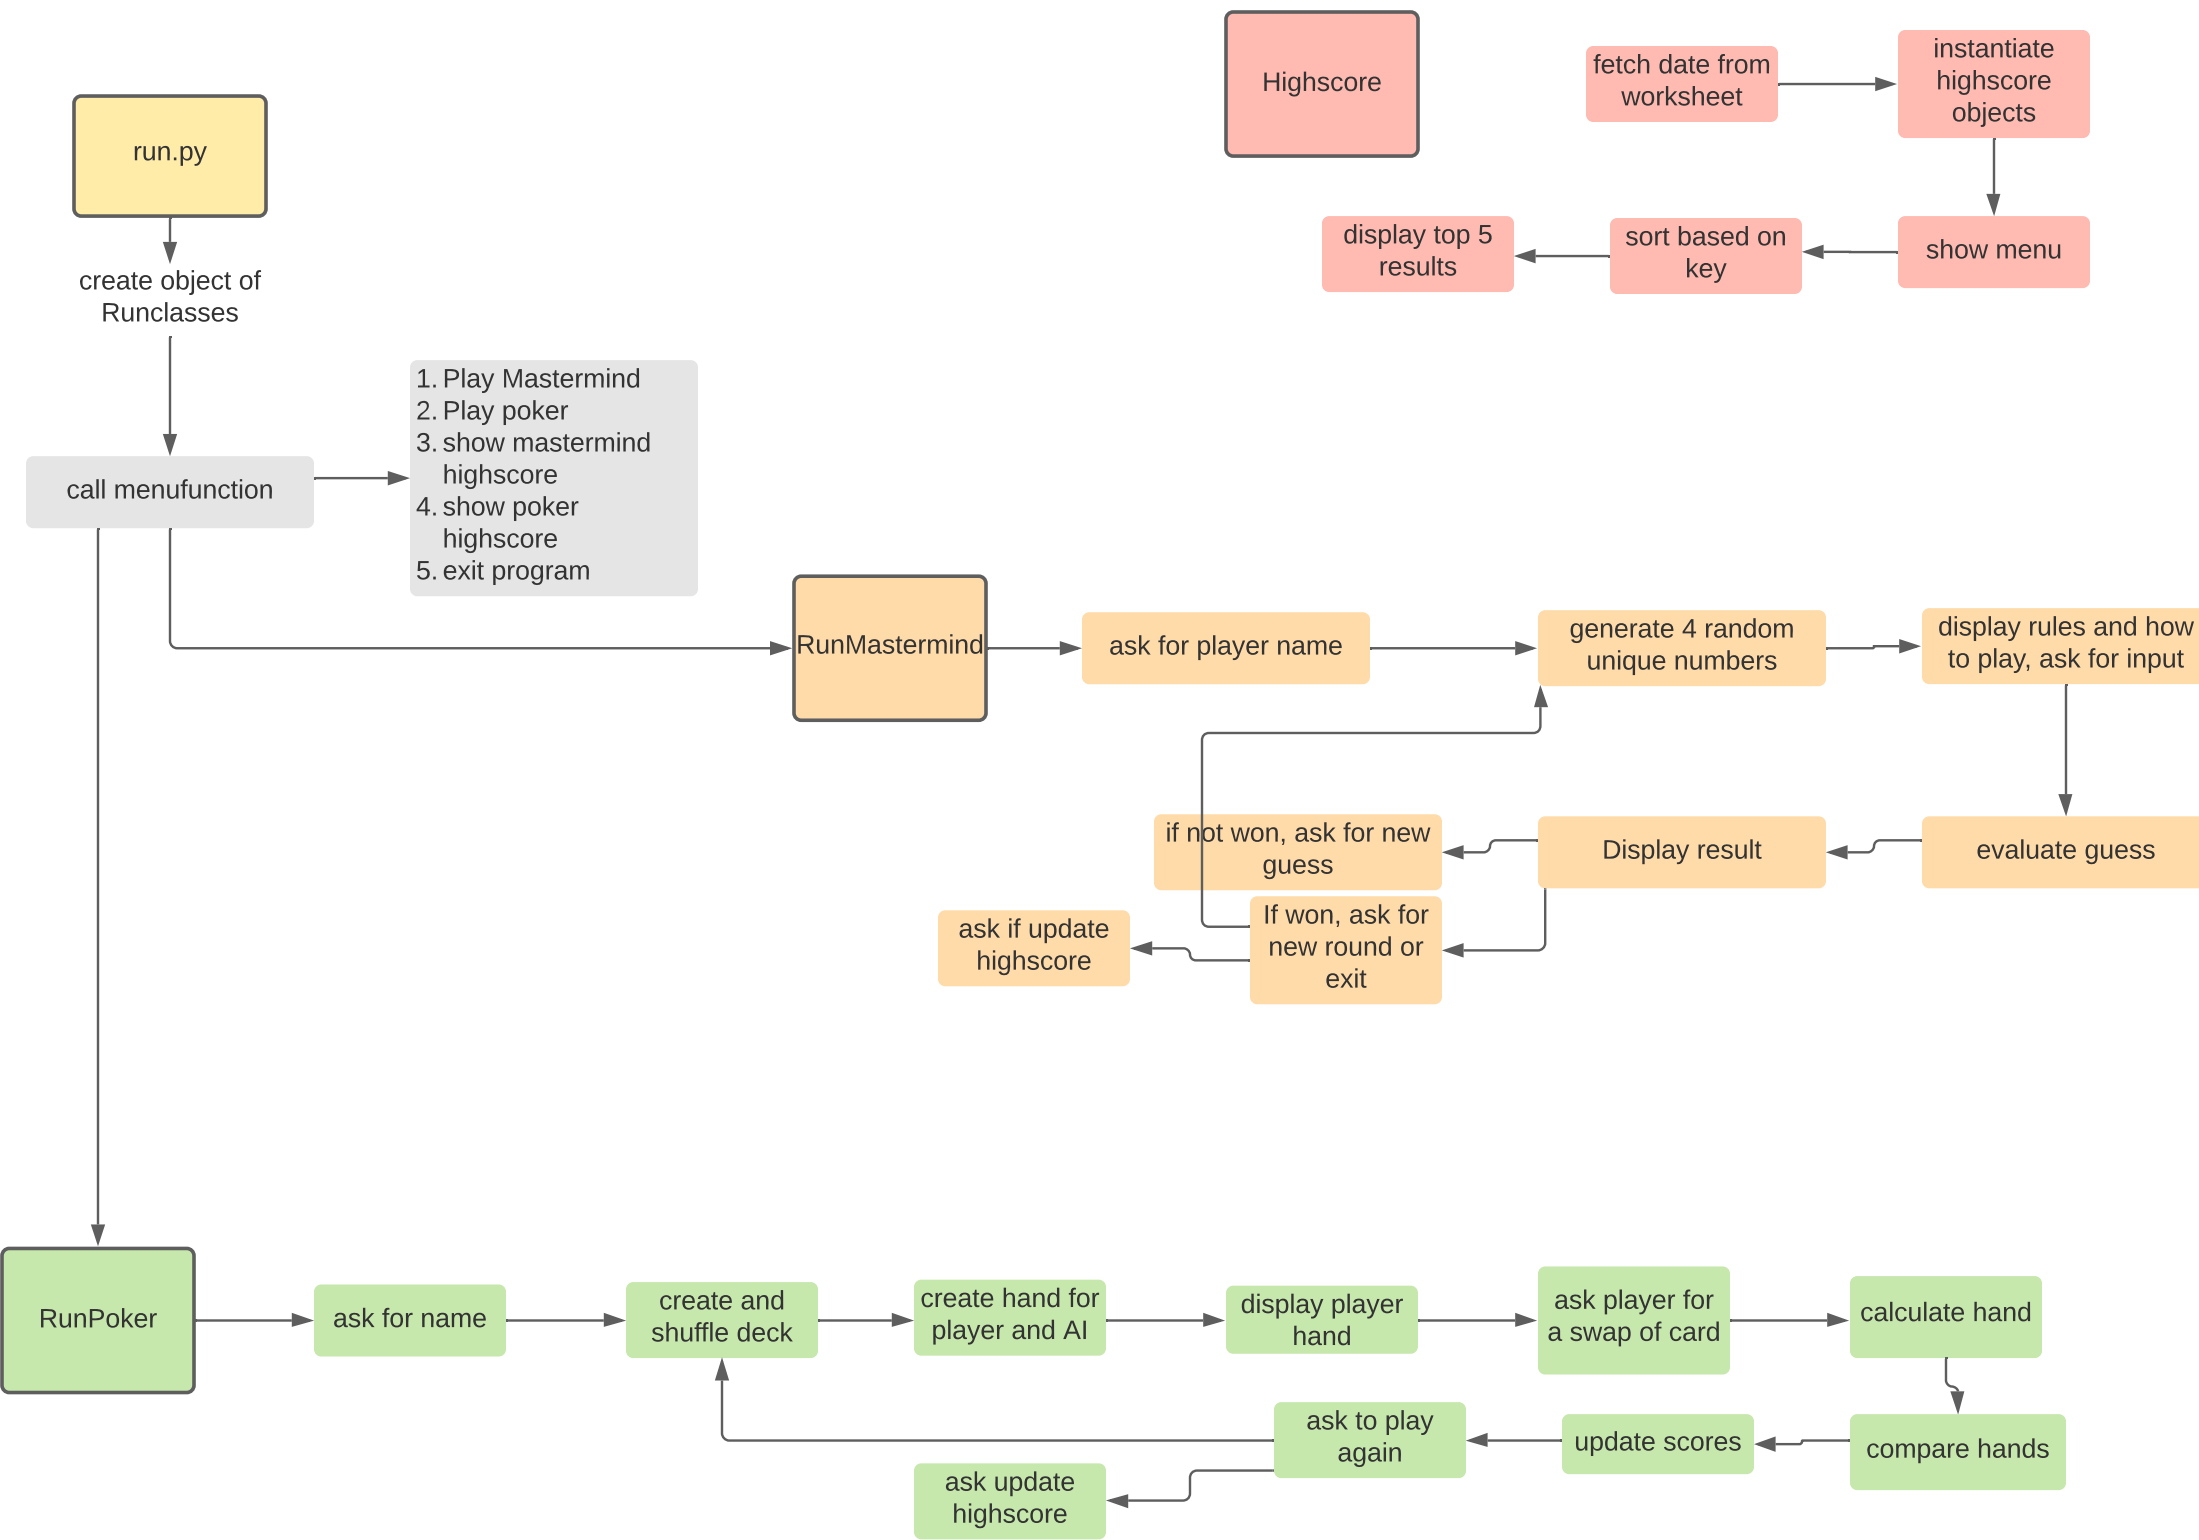 Highscore
fetch date from
worksheet
instantiate
highscore
objects
run.py
display top 5
results
sort based on
key
show menu
create object of
Runclasses
1. Play Mastermind
2. Play poker
3. show mastermind
highscore
4. show poker
highscore
5. exit program
call menufunction
RunMastermind
ask for player name
generate 4 random
unique numbers
display rules and how
to play, ask for input
if not won, ask for new
guess
Display result
evaluate guess
ask if update
highscore
If won, ask for
new round or
exit
RunPoker
ask for name
create and
shuffle deck
create hand for
player and AI
display player
hand
ask player for
a swap of card
calculate hand
ask to play
again
update scores
compare hands
ask update
highscore